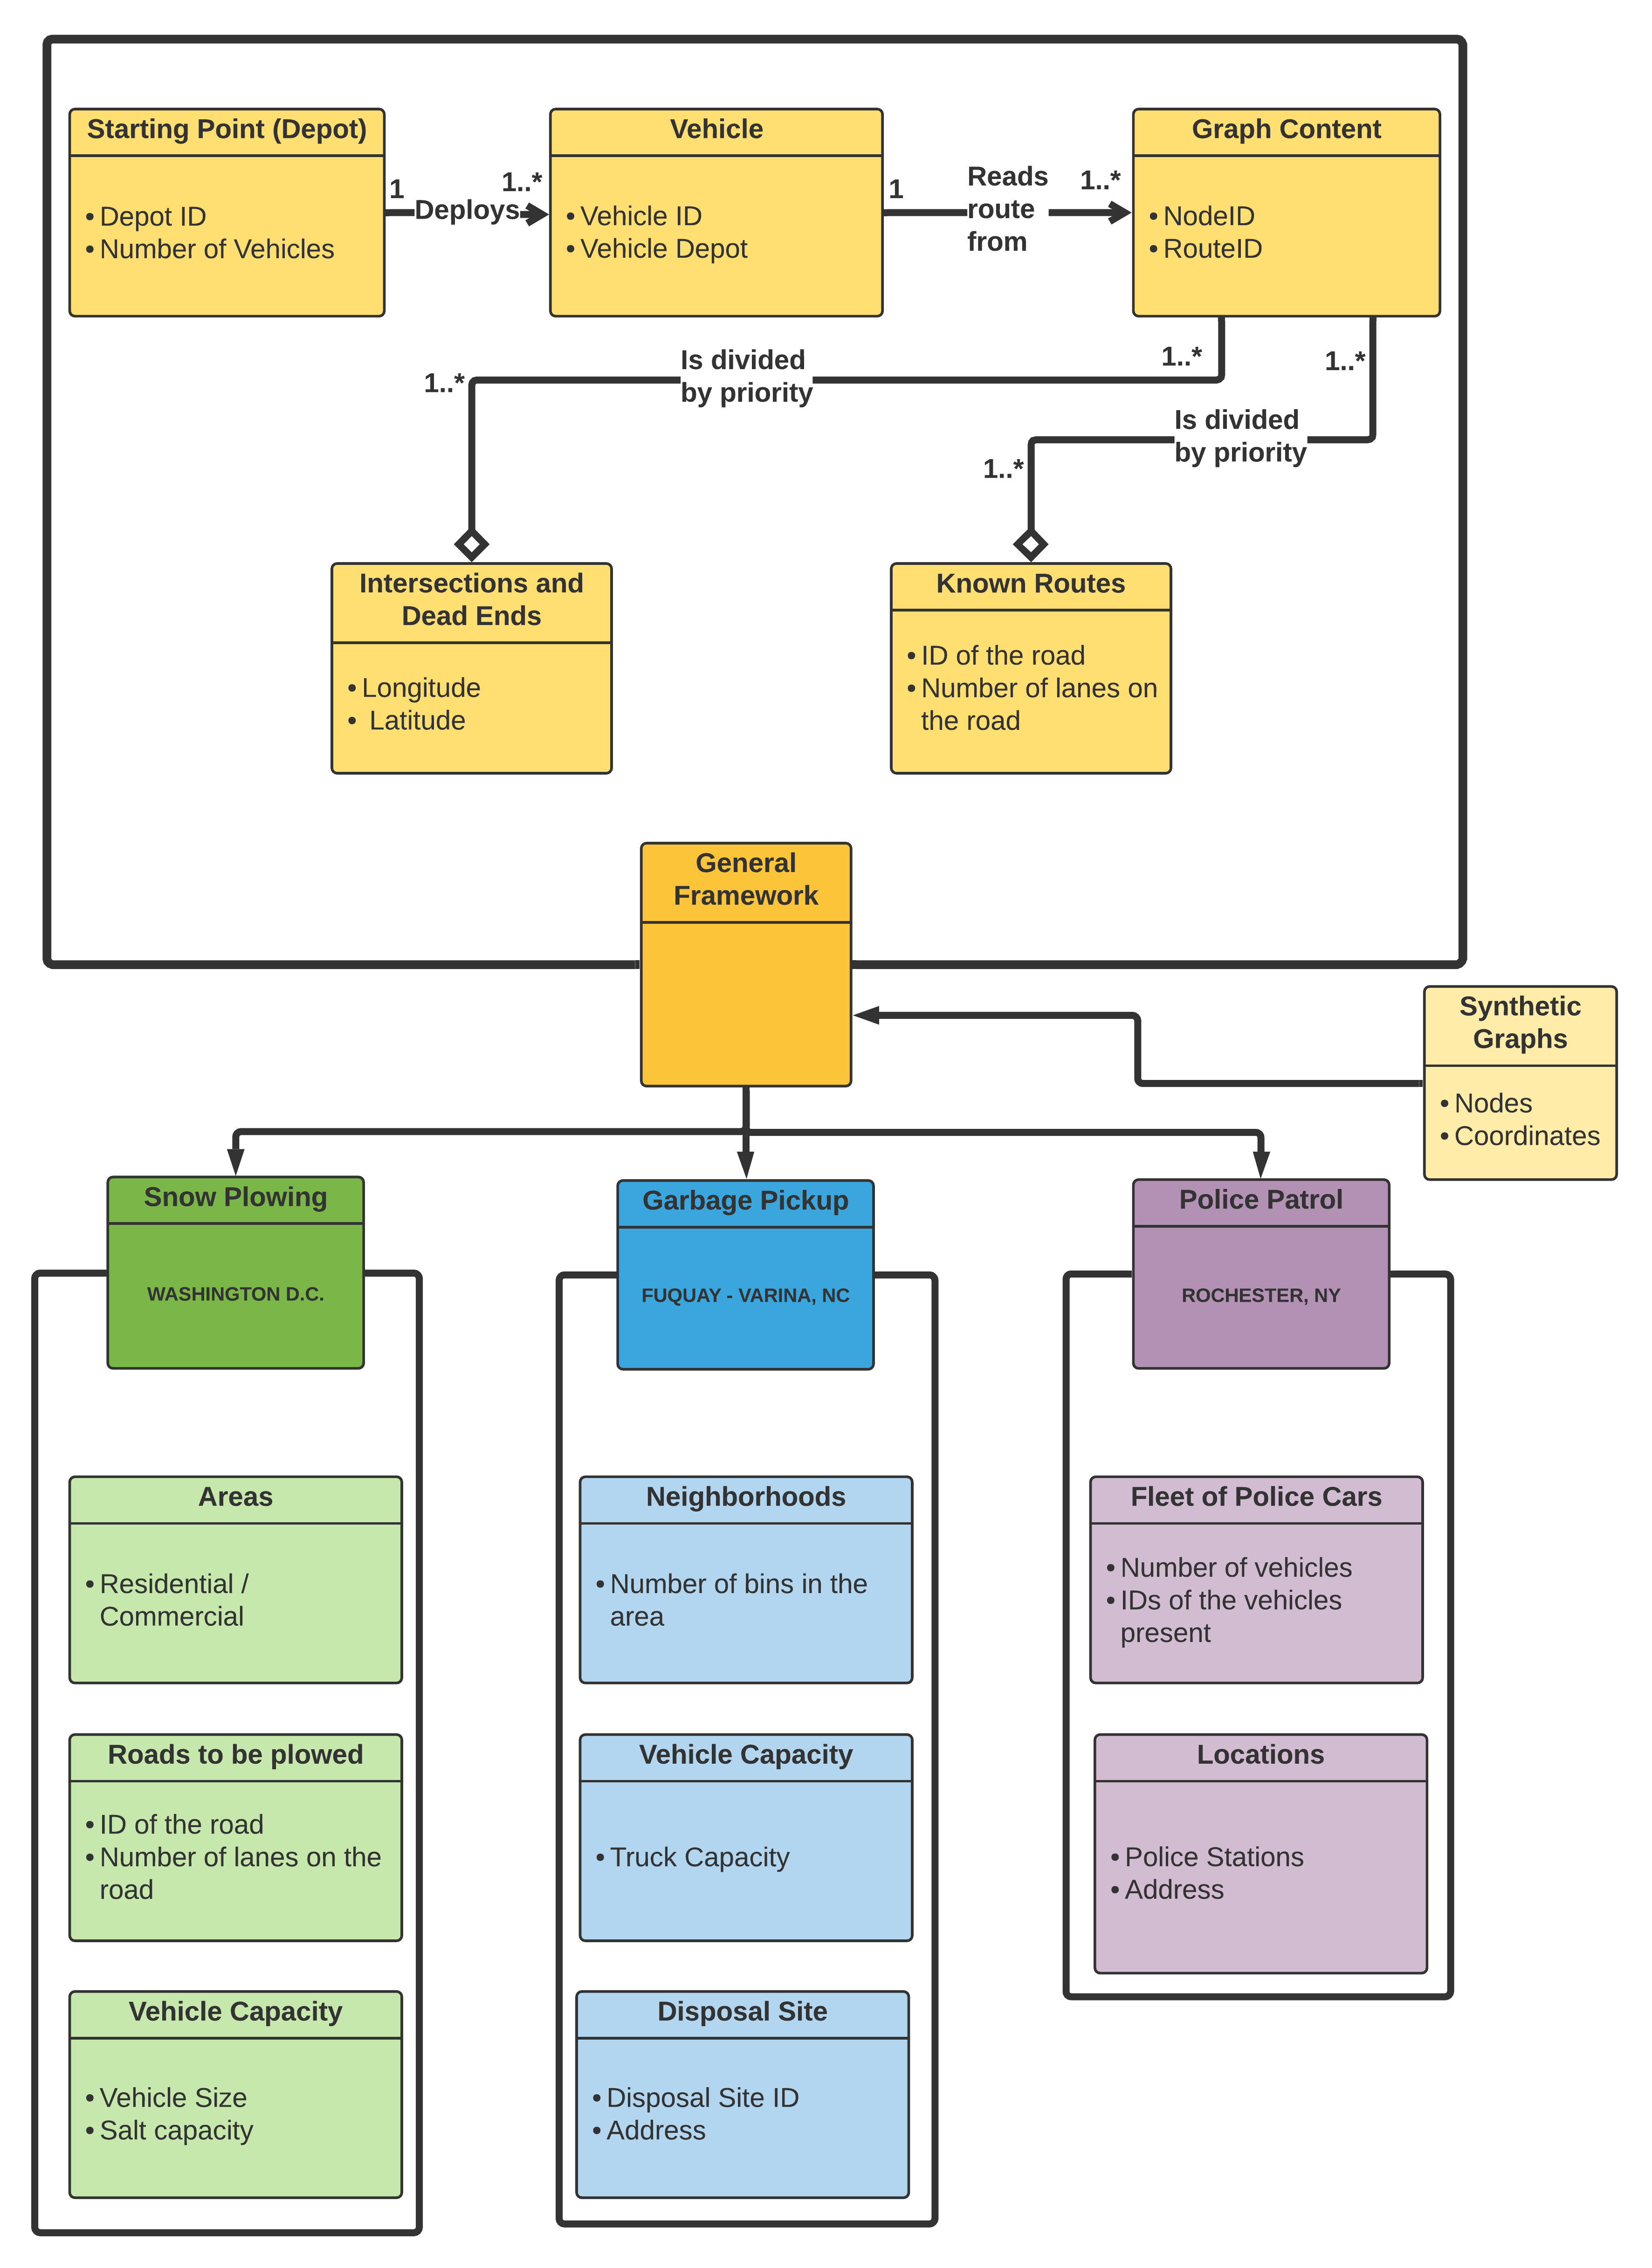 Starting Point (Depot)
• Depot ID
• Number of Vehicles
1
Deploys
1..*
Vehicle
• Vehicle ID
• Vehicle Depot
1
Reads
route
from
1..*
Graph Content
• NodeID
• RouteID
1..*
Is divided
by priority
1..*
1..*
Is divided
by priority
1..*
Intersections and
Dead Ends
• Longitude
• Latitude
Known Routes
• ID of the road
• Number of lanes on
the road
General
Framework
Synthetic
Graphs
• Nodes
• Coordinates
Snow Plowing
WASHINGTON D.C.
Areas
• Residential /
Commercial
Roads to be plowed
• ID of the road
• Number of lanes on the
road
Vehicle Capacity
• Vehicle Size
• Salt capacity
Garbage Pickup
FUQUAY - VARINA, NC
Neighborhoods
• Number of bins in the
area
Vehicle Capacity
• Truck Capacity
Disposal Site
• Disposal Site ID
• Address
Police Patrol
ROCHESTER, NY
Fleet of Police Cars
• Number of vehicles
• IDs of the vehicles
present
Locations
• Police Stations
• Address